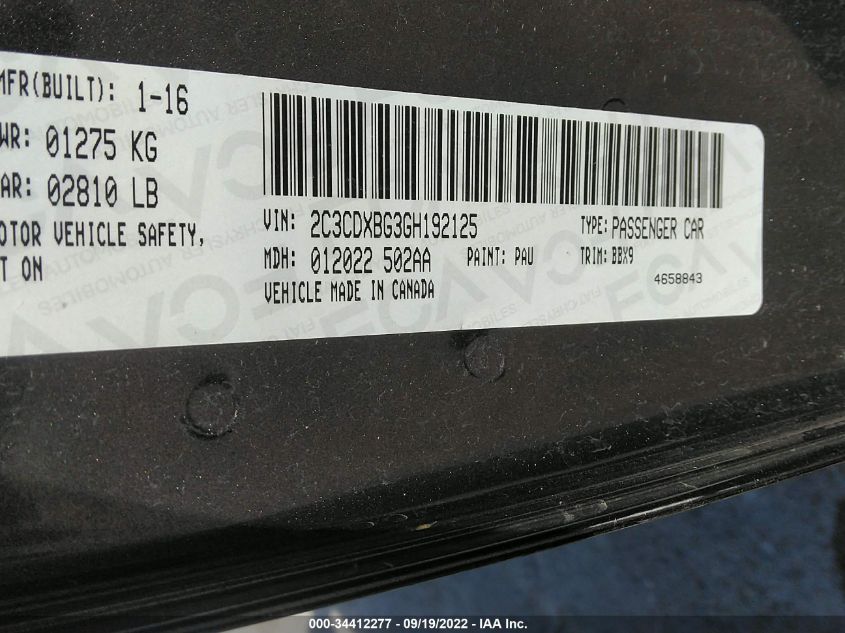 MFR(BUILT): 1-16
WR: 01275 KG
AR: 02810 LB
OTOR VEHICLE SAFETY,
T ON
VIN: 2C3CDXBG3GH192125 TYPE: PASSENGER CAR
MDH: 012022 502AA PAINT: PAU TRIM: BBX9
VEHICLE MADE IN CANADA 4658843
000-34412277 - 09/19/2022 - IAA Inc.